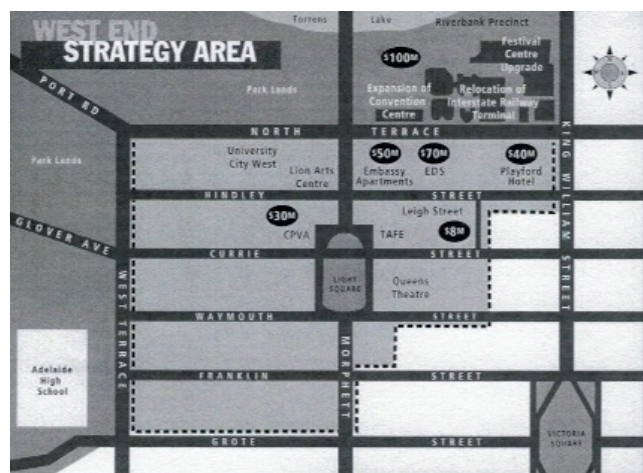 WEST END
STRATEGY AREA
Torrens
Lake
Riverbank Precinct
Festival
Centre
Upgrade
$100M
PORT RD
Park Lands
Expansion of
Convention
Centre
Relocation of
Interstate Railway
Terminal
NORTH TERRACE
KING WILLIAM STREET
Park Lands
University
City West
Lion Arts
Centre
$50M
Embassy
Apartments
$70M
EDS
$40M
Playford
Hotel
HINDLEY STREET
Leigh Street
$30M
CPVA
TAFE
$8M
GLOVER AVE
CURRIE STREET
WEST TERRACE
LIGHT
SQUARE
Queens
Theatre
WAYMOUTH STREET
MORPHETT
Adelaide
High
School
FRANKLIN STREET
VICTORIA
SQUARE
GROTE STREET